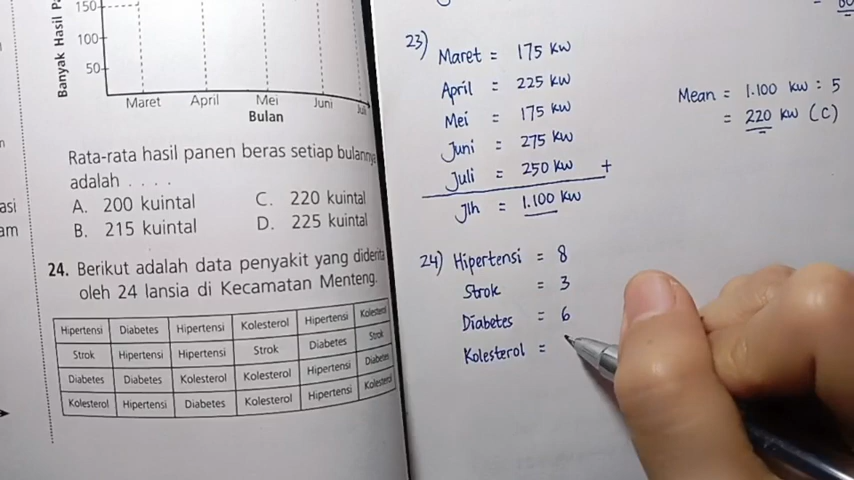 150
100
50
Banyak Hasil
Maret April Mei Juni Juli
Bulan
Rata-rata hasil panen beras setiap bulannya
adalah . . . .
A. 200 kuintal C. 220 kuintal
B. 215 kuintal D. 225 kuintal
24. Berikut adalah data penyakit yang diderita
oleh 24 lansia di Kecamatan Menteng.
Hipertensi Diabetes Hipertensi Kolesterol Hipertensi Kolesterol
Strok Hipertensi Hipertensi Strok Diabetes Strok
Diabetes Diabetes Kolesterol Kolesterol Hipertensi Diabetes
Kolesterol Hipertensi Diabetes Kolesterol Hipertensi Kolesterol
asi
am
23) Maret = 175 kw
April = 225 kw
Mei = 175 kw
Juni = 275 kw
Juli = 250 kw +
Jlh = 1.100 kw
Mean = 1.100 kw : 5
= 220 kw (C)
24) Hipertensi = 8
Strok = 3
Diabetes = 6
Kolesterol =